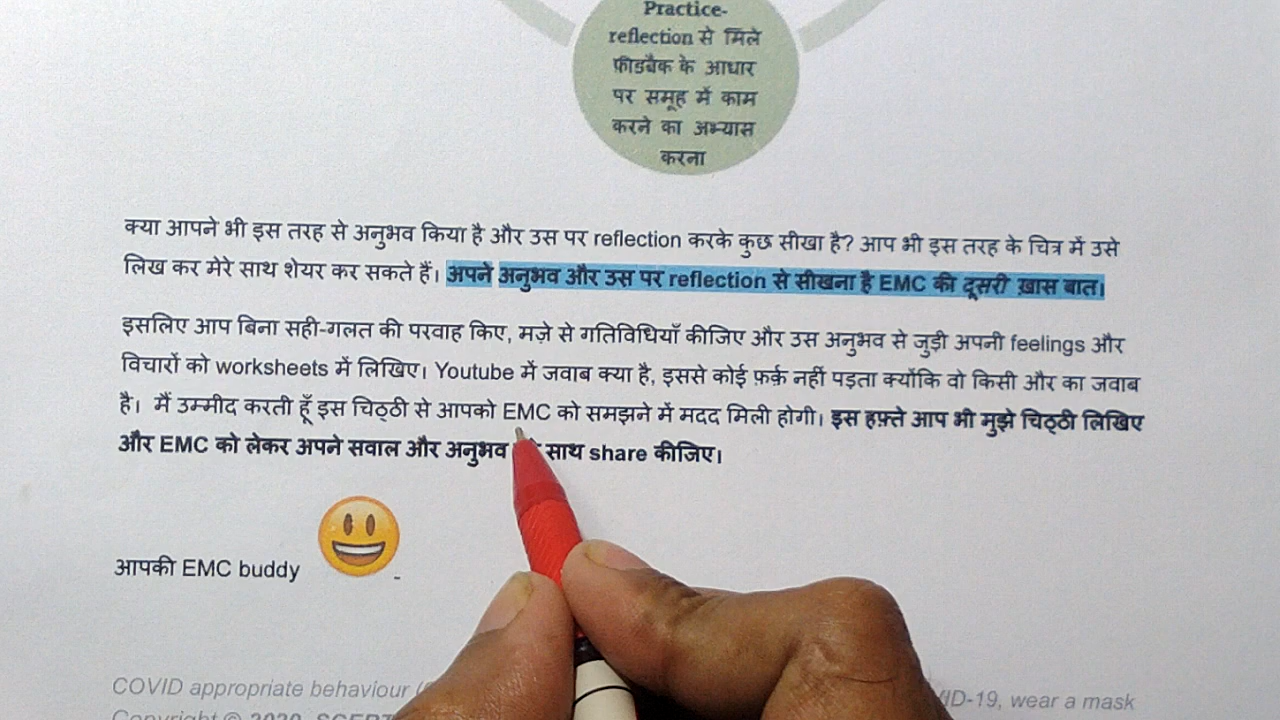 Practice-
reflection से मिले
फ़ीडबैक के आधार
पर समूह में काम
करने का अभ्यास
करना
क्या आपने भी इस तरह से अनुभव किया है और उस पर reflection करके कुछ सीखा है? आप भी इस तरह के चित्र में उसे
लिख कर मेरे साथ शेयर कर सकते हैं। अपने अनुभव और उस पर reflection से सीखना है EMC की दूसरी ख़ास बात।
इसलिए आप बिना सही-गलत की परवाह किए, मज़े से गतिविधियाँ कीजिए और उस अनुभव से जुड़ी अपनी feelings और
विचारों को worksheets में लिखिए। Youtube में जवाब क्या है, इससे कोई फ़र्क़ नहीं पड़ता क्योंकि वो किसी और का जवाब
है। मैं उम्मीद करती हूँ इस चिठ्ठी से आपको EMC को समझने में मदद मिली होगी। इस हफ़्ते आप भी मुझे चिठ्ठी लिखिए
और EMC को लेकर अपने सवाल और अनुभव साथ share कीजिए।
आपकी EMC buddy
COVID appropriate behaviour wear a mask
Copyright © 2020, SCERT